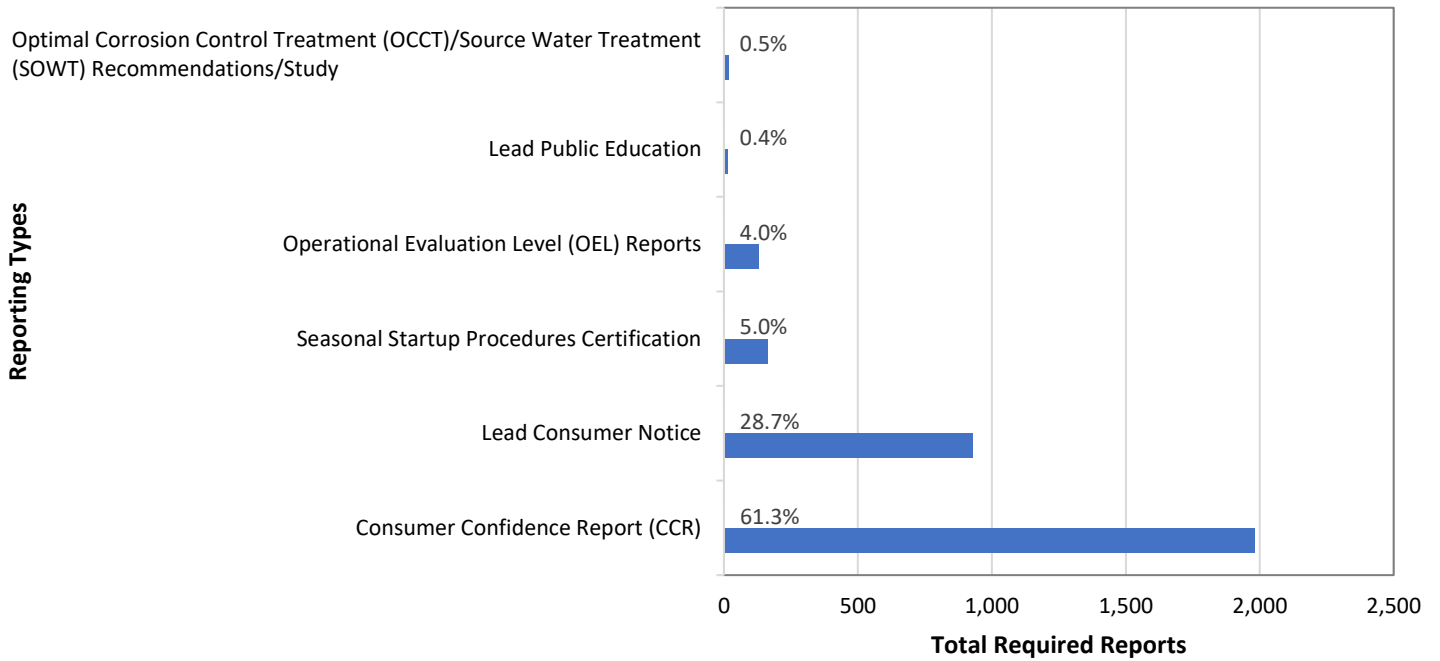 Optimal Corrosion Control Treatment (OCCT)/Source Water Treatment
(SOWT) Recommendations/Study
0.5%
Lead Public Education
0.4%
Operational Evaluation Level (OEL) Reports
4.0%
Seasonal Startup Procedures Certification
5.0%
Lead Consumer Notice
28.7%
Consumer Confidence Report (CCR)
61.3%
Reporting Types
0
500
1,000
1,500
2,000
2,500
Total Required Reports